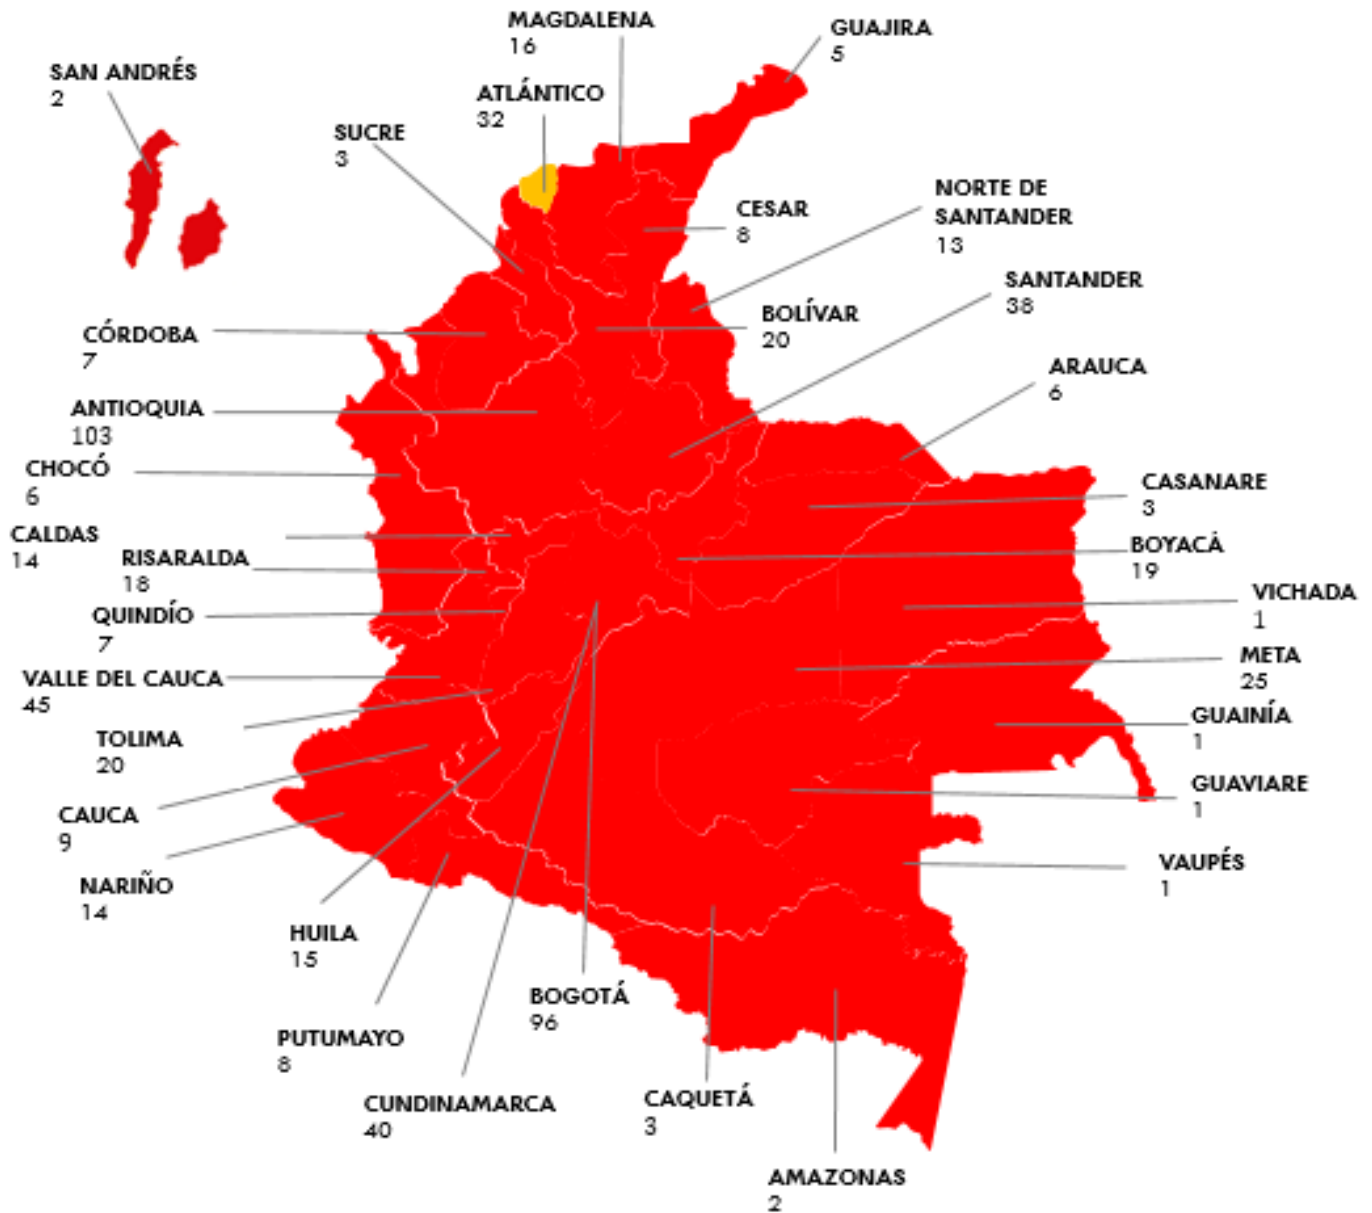 MAGDALENA
16
GUAJIRA
5
SAN ANDRÉS
2
ATLÁNTICO
32
SUCRE
3
NORTE DE
SANTANDER
13
CESAR
8
SANTANDER
38
BOLÍVAR
20
CÓRDOBA
7
ARAUCA
6
ANTIOQUIA
103
CHOCÓ
6
CASANARE
3
CALDAS
14
BOYACÁ
19
RISARALDA
18
VICHADA
1
QUINDÍO
7
META
25
VALLE DEL CAUCA
45
GUAINÍA
1
TOLIMA
20
GUAVIARE
1
CAUCA
9
VAUPÉS
1
NARIÑO
14
HUILA
15
BOGOTÁ
96
PUTUMAYO
8
CUNDINAMARCA
40
CAQUETÁ
3
AMAZONAS
2